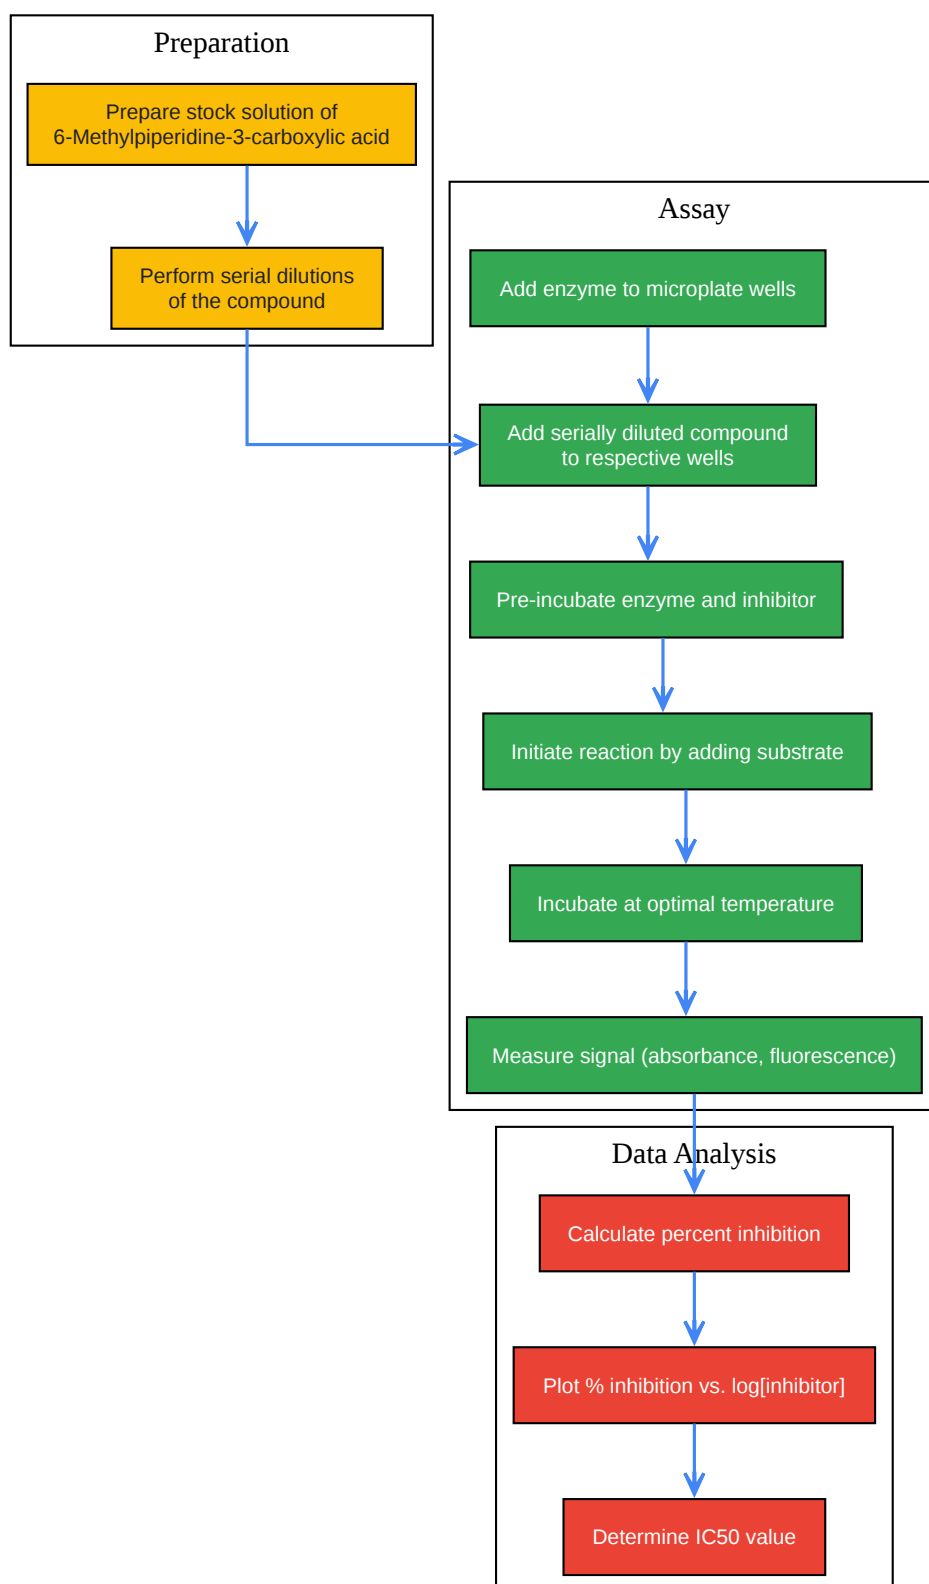 Preparation
Prepare stock solution of
6-Methylpiperidine-3-carboxylic acid
Perform serial dilutions
of the compound
Assay
Add enzyme to microplate wells
Add serially diluted compound
to respective wells
Pre-incubate enzyme and inhibitor
Initiate reaction by adding substrate
Incubate at optimal temperature
Measure signal (absorbance, fluorescence)
Data Analysis
Calculate percent inhibition
Plot % inhibition vs. log[inhibitor]
Determine IC50 value